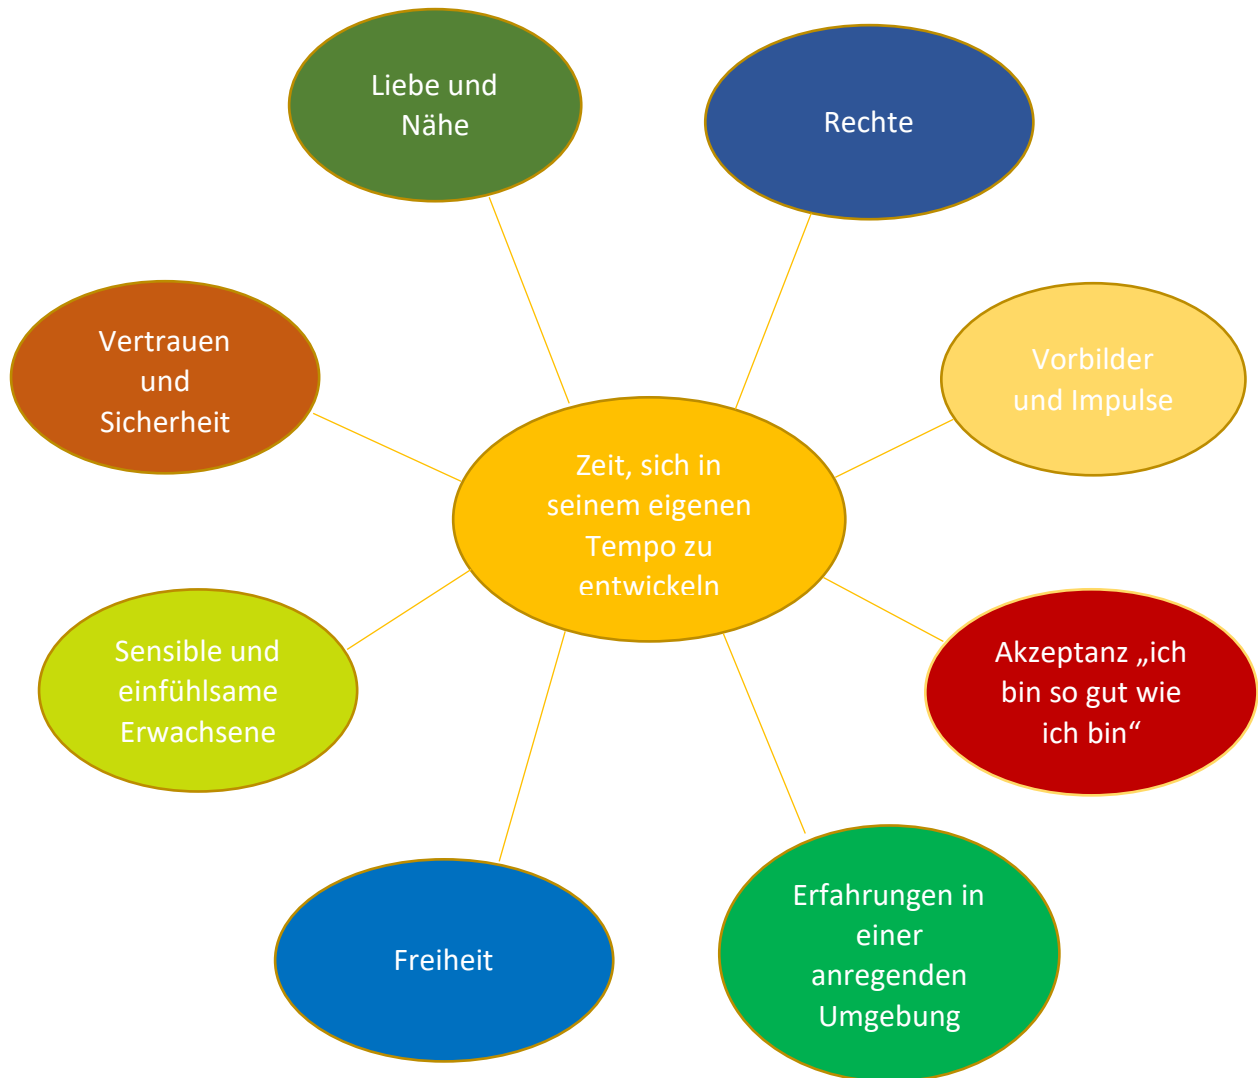 Liebe und
Nähe
Rechte
Vertrauen
und
Sicherheit
Vorbilder
und Impulse
Zeit, sich in
seinem eigenen
Tempo zu
entwickeln
Sensible und
einfühlsame
Erwachsene
Akzeptanz „ich
bin so gut wie
ich bin“
Freiheit
Erfahrungen in
einer
anregenden
Umgebung